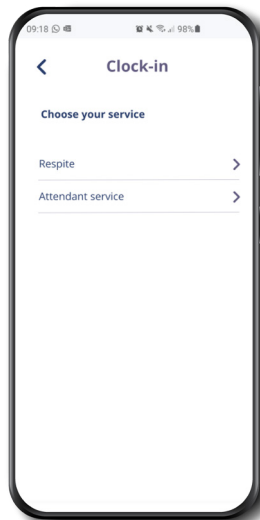 09:18 98%
Clock-in
Choose your service
Respite
Attendant service